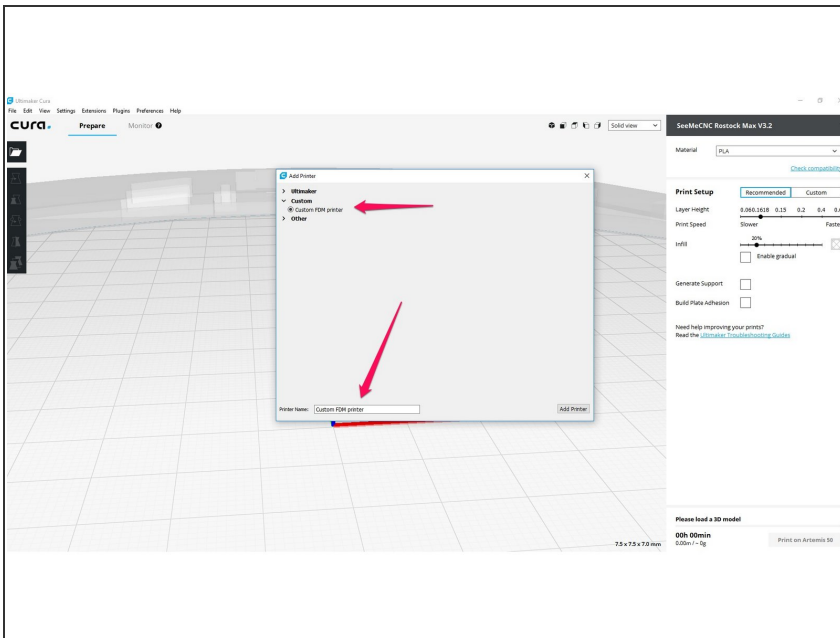 Ultimaker Cura
File Edit View Settings Extensions Plugins Preferences Help
cura. Prepare Monitor
Solid view
SeeMeCNC Rostock Max V3.2
Material PLA
Check compatibility
Add Printer
Ultimaker
Custom
Custom FDM printer
Other
Printer Name: Custom FDM printer
Add Printer
Print Setup Recommended Custom
Layer Height 0.060.1618 0.15 0.2 0.4
Print Speed Slower Faste
Infill 20%
Enable gradual
Generate Support
Build Plate Adhesion
Need help improving your prints?
Read the Ultimaker Troubleshooting Guides
7.5 x 7.5 x 7.0 mm
Please load a 3D model
00h 00min
0.00m / ~ 0g
Print on Artemis 50